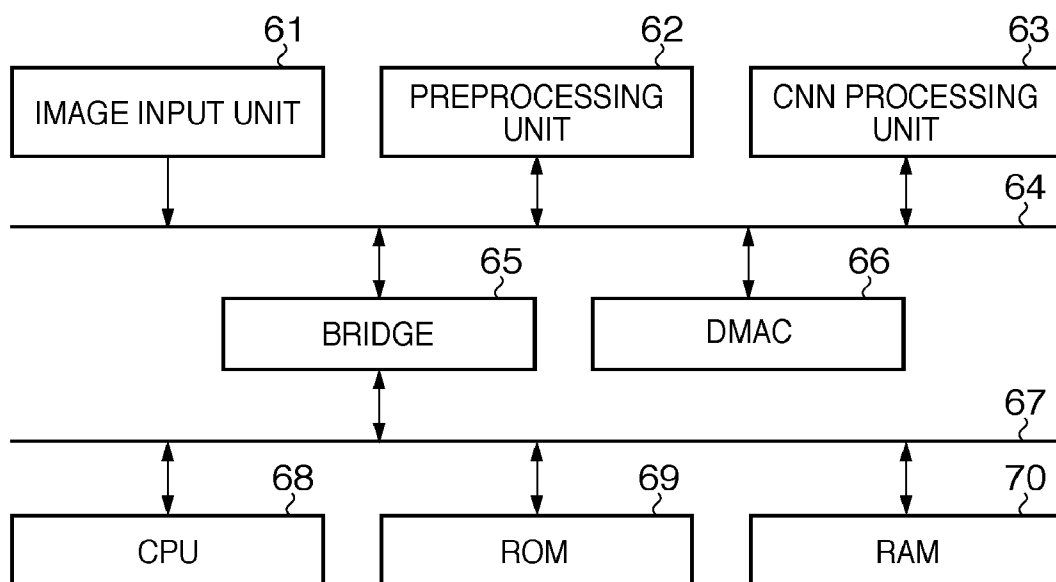 61
62
63
IMAGE INPUT UNIT
PREPROCESSING
UNIT
CNN PROCESSING
UNIT
64
65
66
BRIDGE
DMAC
67
68
69
70
CPU
ROM
RAM